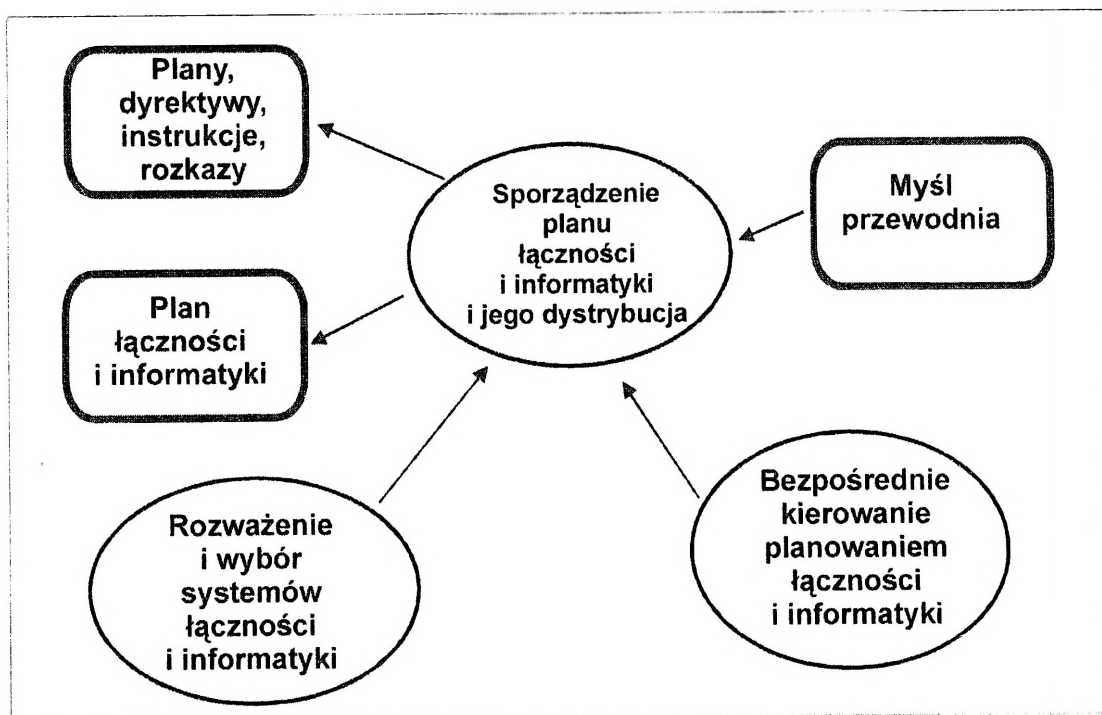 Plany,
dyrektywy,
instrukcje,
rozkazy
Sporządzenie
planu
łączności
i informatyki
i jego dystrybucja
Myśl
przewodnia
Plan
łączności
i informatyki
Rozważenie
i wybór
systemów
łączności
i informatyki
Bezpośrednie
kierowanie
planowaniem
łączności
i informatyki